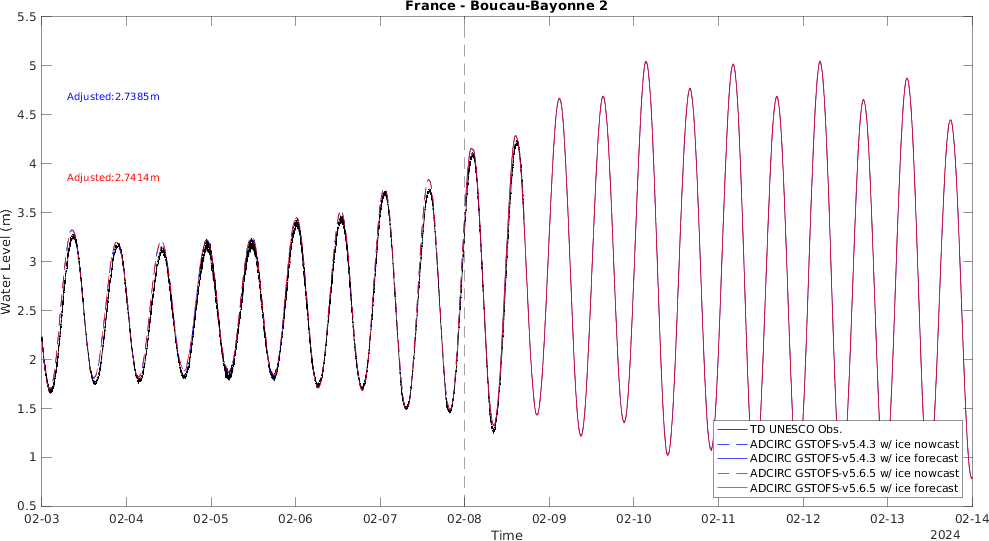 France - Boucau-Bayonne 2
5.5
5
4.5
4
3.5
3
2.5
2
1.5
1
0.5
Water Level (m)
Adjusted:2.7385m
Adjusted:2.7414m
TD UNESCO Obs.
ADCIRC GSTOFS-v5.4.3 w/ ice nowcast
ADCIRC GSTOFS-v5.4.3 w/ ice forecast
ADCIRC GSTOFS-v5.6.5 w/ ice nowcast
ADCIRC GSTOFS-v5.6.5 w/ ice forecast
02-03 02-04 02-05 02-06 02-07 02-08 02-09 02-10 02-11 02-12 02-13 02-14
Time
2024